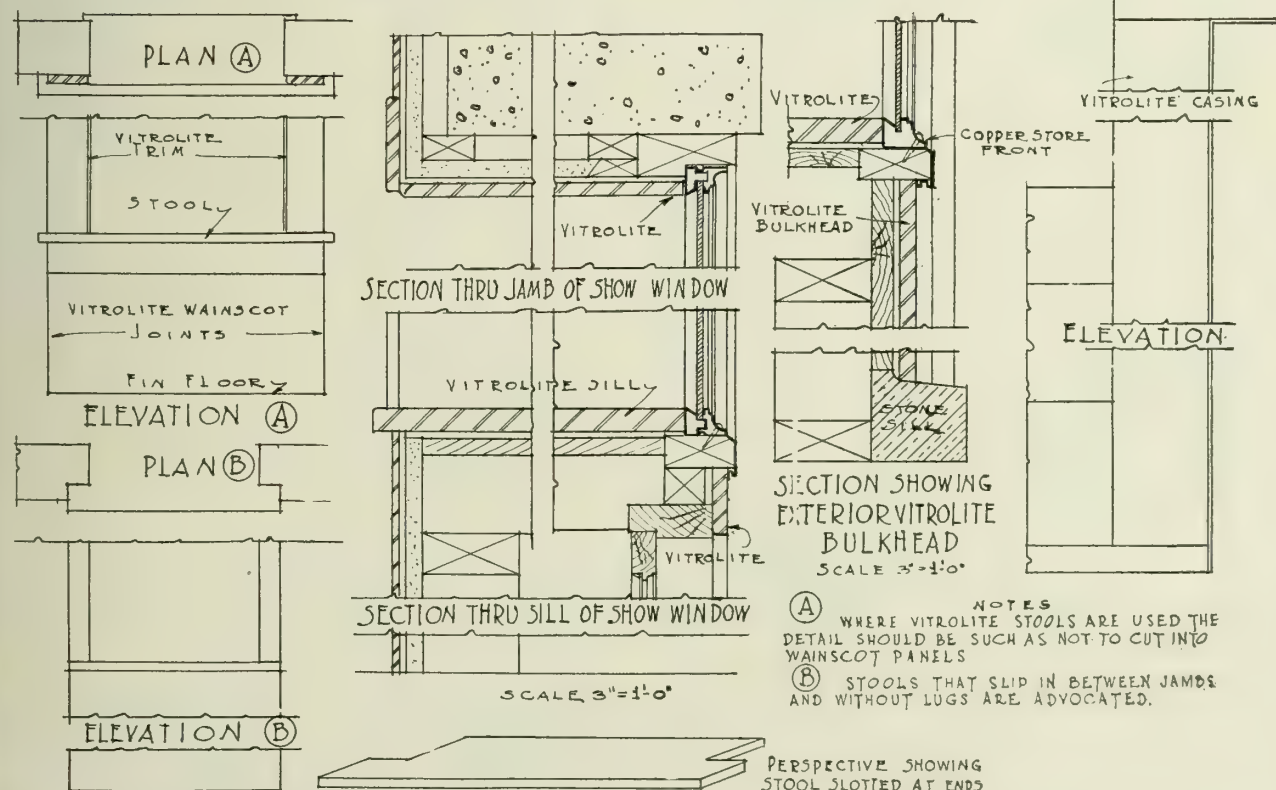 PLAN A
VITROLITE
TRIM
STOOL
VITROLITE WAINSCOT
JOINTS
FIN FLOOR
ELEVATION A
PLAN B
ELEVATION B
VITROLITE
SECTION THRU JAMB OF SHOW WINDOW
VITROLITE SILL
VITROLITE
SECTION THRU SILL OF SHOW WINDOW
SCALE 3"=1'-0"
PERSPECTIVE SHOWING
STOOL SLOTTED AT ENDS
VITROLITE
COPPER STORE
FRONT
VITROLITE
BULKHEAD
STONE
SILL
SECTION SHOWING
EXTERIOR VITROLITE
BULKHEAD
SCALE 3"=1'-0"
VITROLITE CASING
ELEVATION
NOTES
A WHERE VITROLITE STOOLS ARE USED THE
DETAIL SHOULD BE SUCH AS NOT TO CUT INTO
WAINSCOT PANELS
B STOOLS THAT SLIP IN BETWEEN JAMBS
AND WITHOUT LUGS ARE ADVOCATED.